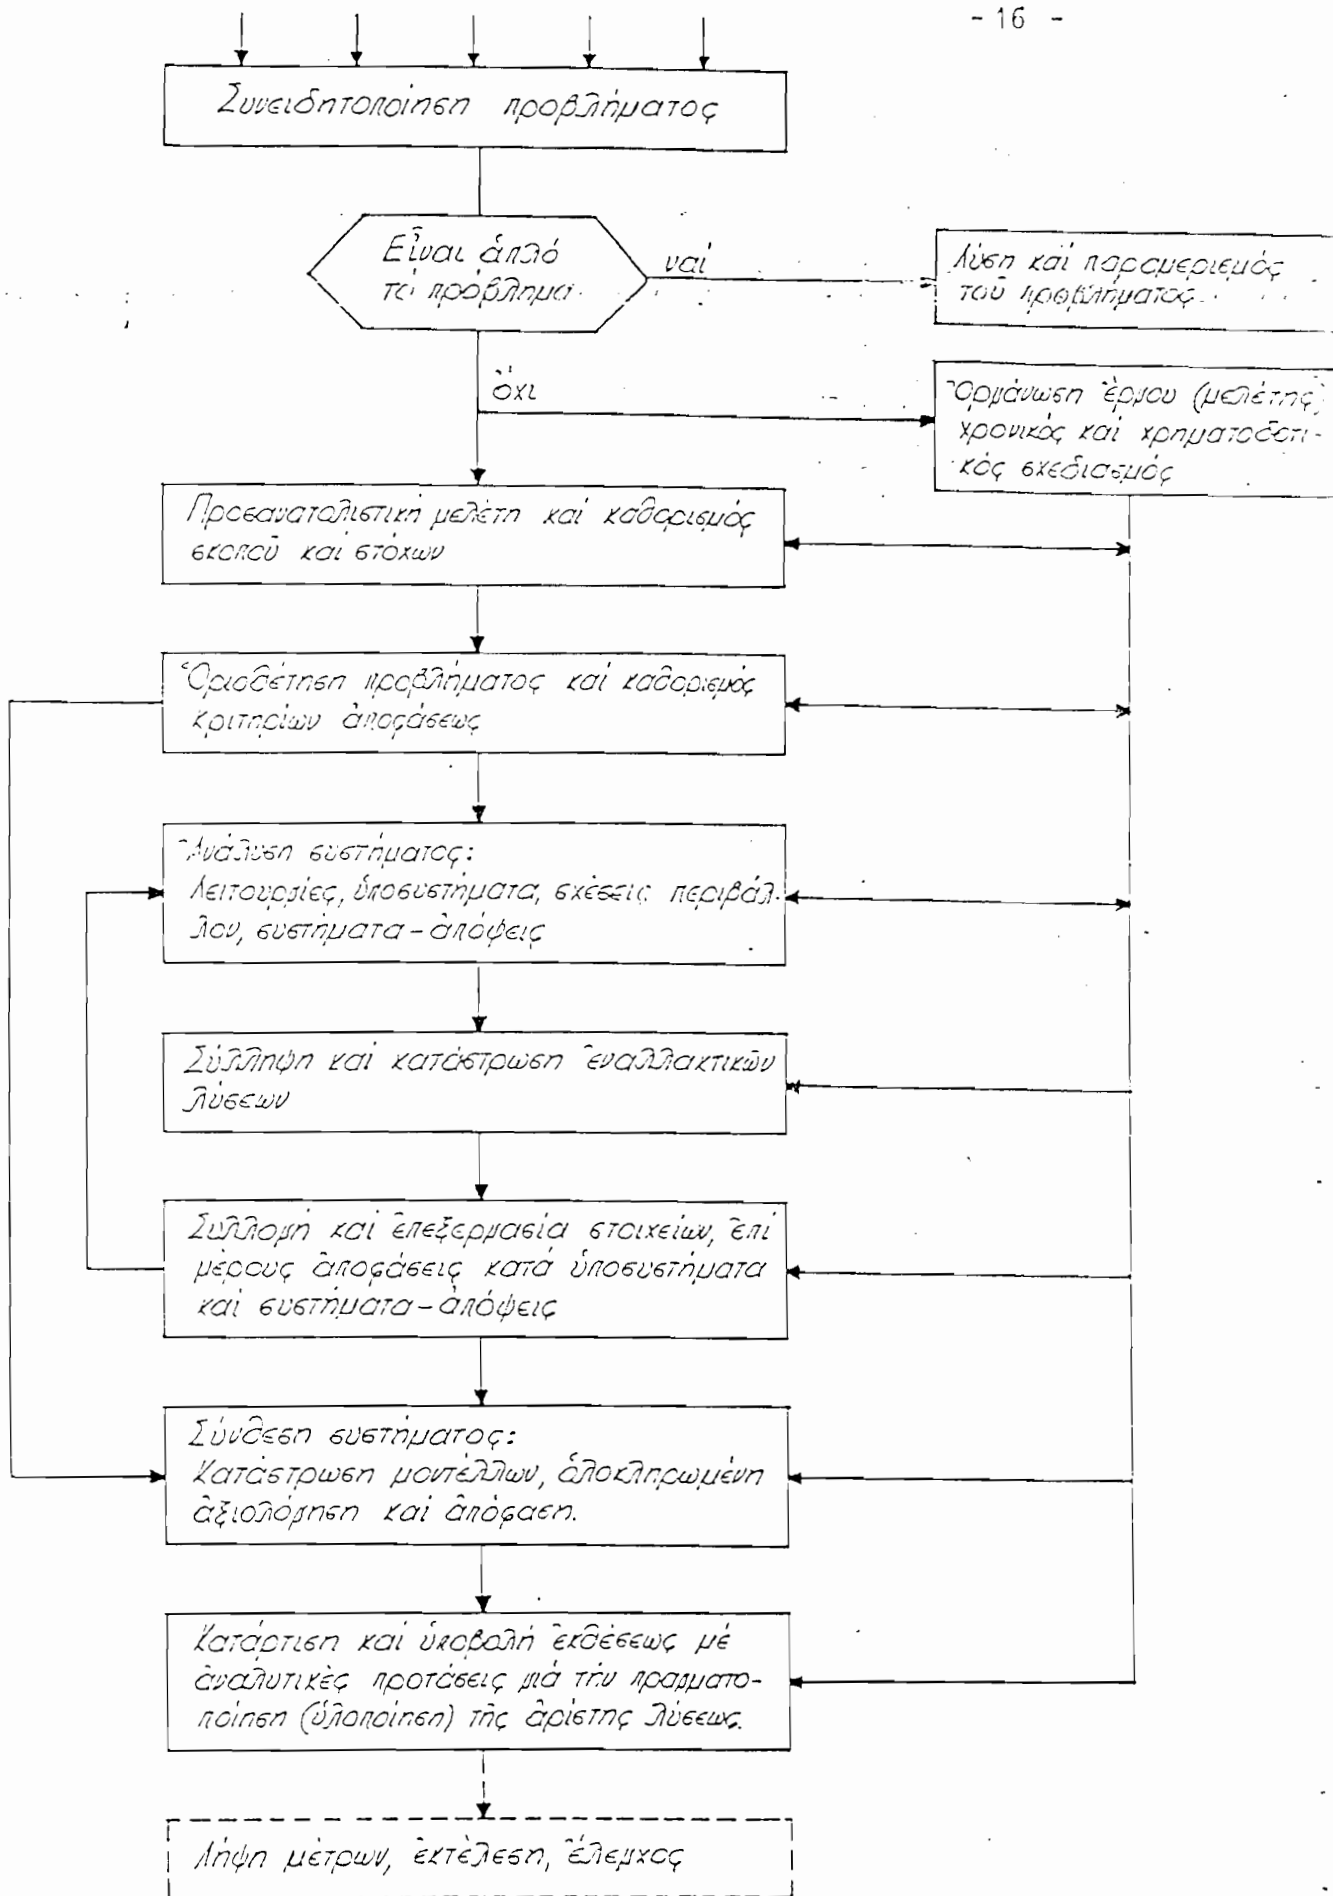 - 16 -
Συνειδητοποίηση προβλήματος
Εἶναι ἁπλό
τό πρόβλημα
ναί
Λύση καί παραμερισμός
τοῦ προβλήματος
ὄχι
Ὀργάνωση ἔργου (μελέτης)
χρονικός καί χρηματοδοτι-
κός σχεδιασμός
Προσανατολιστική μελέτη καί καθορισμός
σκοποῦ καί στόχων
Ὁριοθέτηση προβλήματος καί καθορισμός
κριτηρίων ἀποφάσεως
Ἀνάλυση συστήματος:
Λειτουργίες, ὑποσυστήματα, σχέσεις περιβάλ-
λον, συστήματα-ἀπόψεις
Σύλληψη καί κατάστρωση ἐναλλακτικῶν
λύσεων
Συλλογή καί ἐπεξεργασία στοιχείων, ἐπί
μέρους ἀποφάσεις κατά ὑποσυστήματα
καί συστήματα-ἀπόψεις
Σύνθεση συστήματος:
Κατάστρωση μοντέλλων, ὁλοκληρωμένη
ἀξιολόγηση καί ἀπόφαση.
Κατάρτιση καί ὑποβολή ἐκθέσεως μέ
ἀναλυτικές προτάσεις γιά τήν πραγματο-
ποίηση (ὑλοποίηση) τῆς ἀρίστης λύσεως.
Λήψη μέτρων, ἐκτέλεση, ἔλεγχος